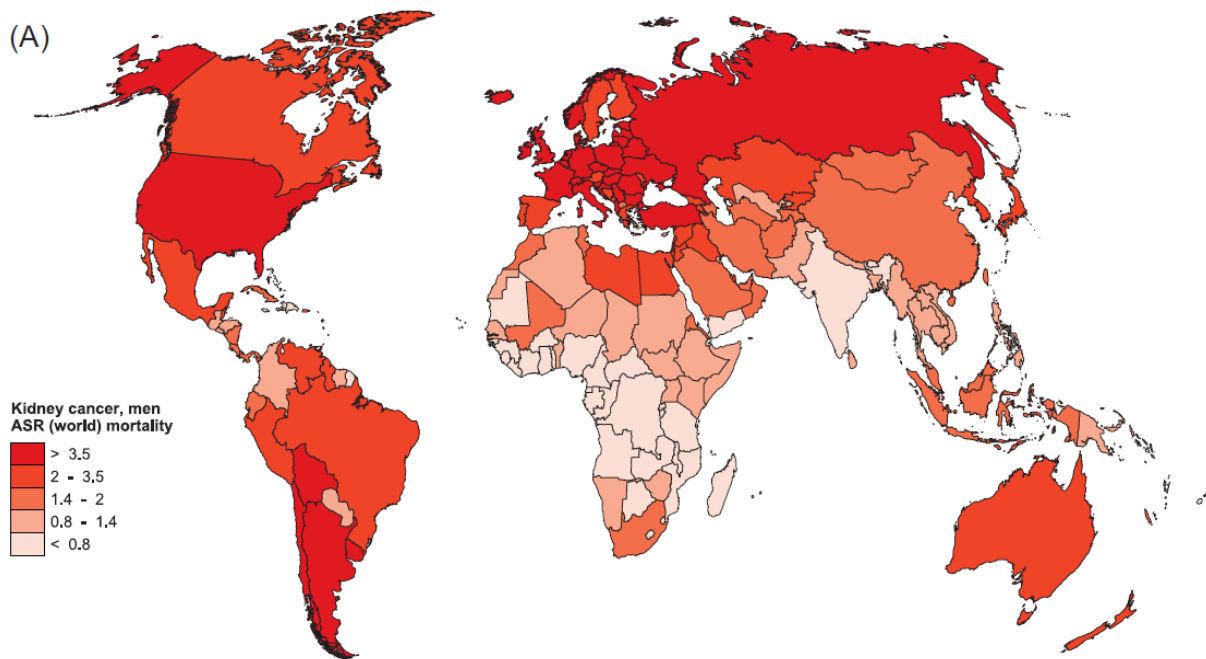 (A)
Kidney cancer, men
ASR (world) mortality
> 3.5
2 - 3.5
1.4 - 2
0.8 - 1.4
< 0.8